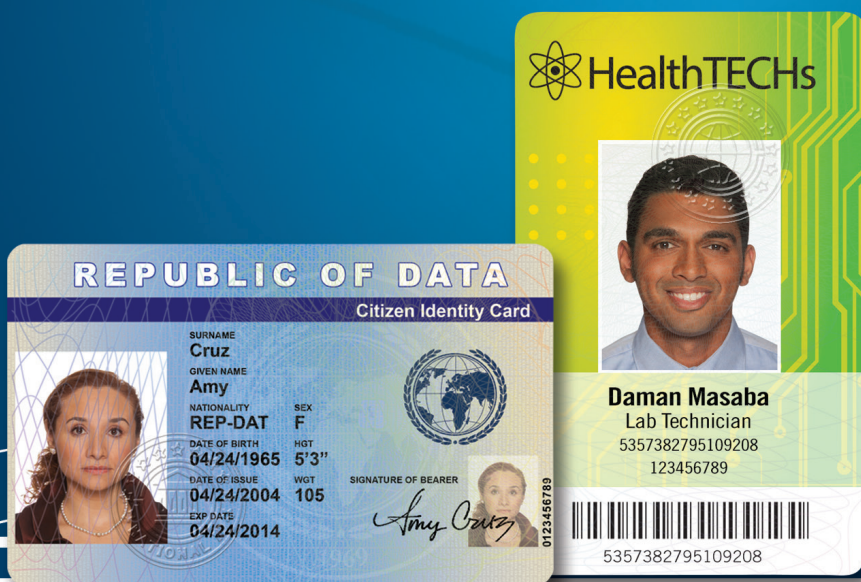 REPUBLIC OF DATA
Citizen Identity Card
SURNAME
Cruz
GIVEN NAME
Amy
NATIONALITY SEX
REP-DAT F
DATE OF BIRTH HGT
04/24/1965 5'3”
DATE OF ISSUE WGT
04/24/2004 105
EXP DATE
04/24/2014
SIGNATURE OF BEARER
Amy Cruz
0123456789
HealthTECHs
Daman Masaba
Lab Technician
5357382795109208
123456789
5357382795109208